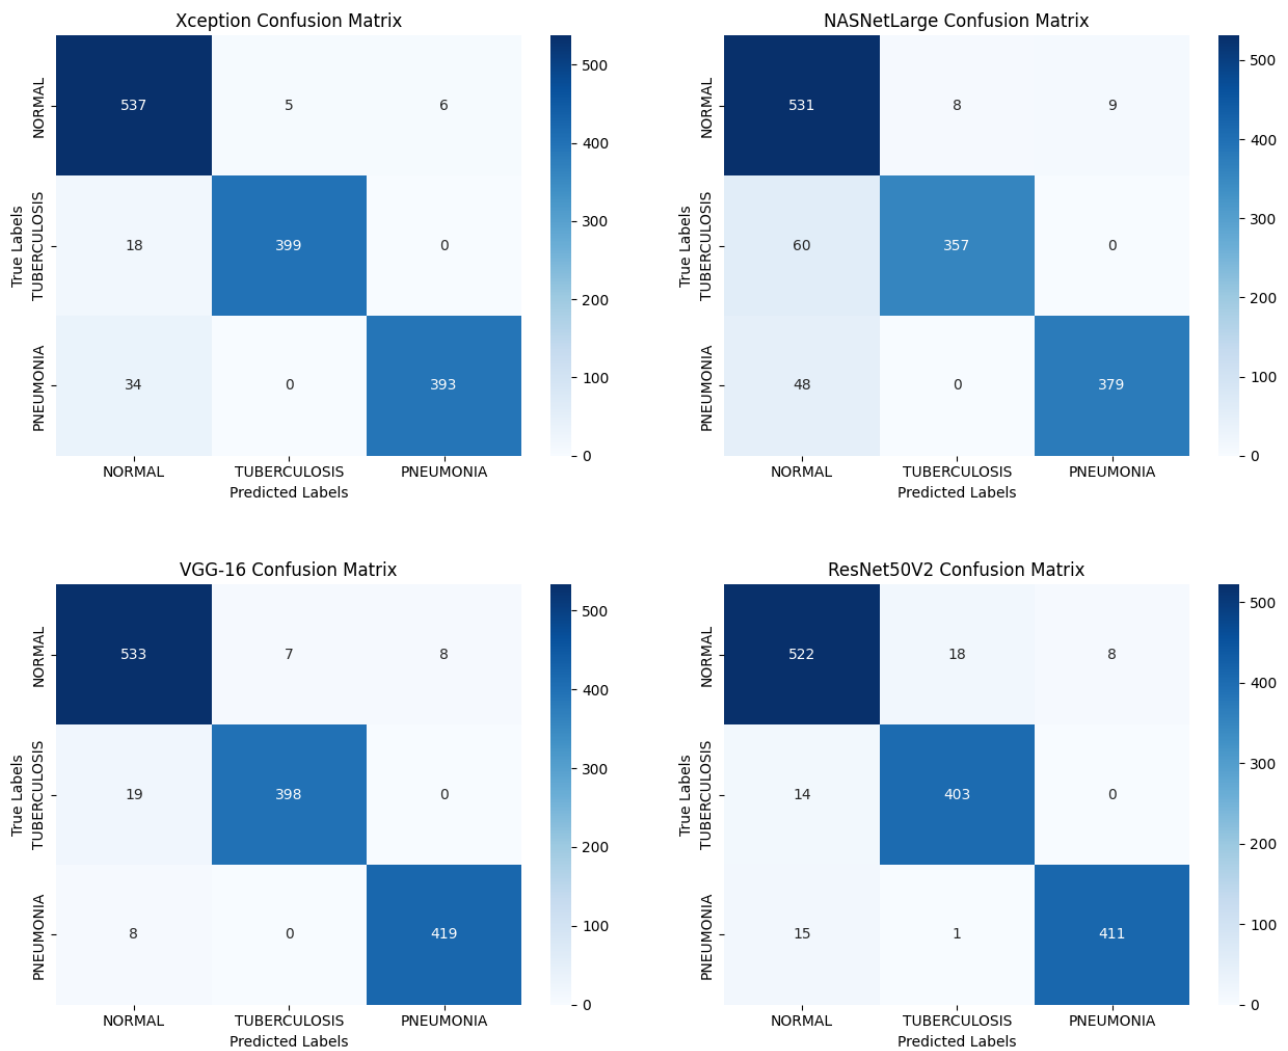 Xception Confusion Matrix
NORMAL
TUBERCULOSIS
PNEUMONIA
True Labels
537 5 6
18 399 0
34 0 393
NORMAL TUBERCULOSIS PNEUMONIA
Predicted Labels
500
400
300
200
100
0
NASNetLarge Confusion Matrix
NORMAL
TUBERCULOSIS
PNEUMONIA
True Labels
531 8 9
60 357 0
48 0 379
NORMAL TUBERCULOSIS PNEUMONIA
Predicted Labels
500
400
300
200
100
0
VGG-16 Confusion Matrix
NORMAL
TUBERCULOSIS
PNEUMONIA
True Labels
533 7 8
19 398 0
8 0 419
NORMAL TUBERCULOSIS PNEUMONIA
Predicted Labels
500
400
300
200
100
0
ResNet50V2 Confusion Matrix
NORMAL
TUBERCULOSIS
PNEUMONIA
True Labels
522 18 8
14 403 0
15 1 411
NORMAL TUBERCULOSIS PNEUMONIA
Predicted Labels
500
400
300
200
100
0